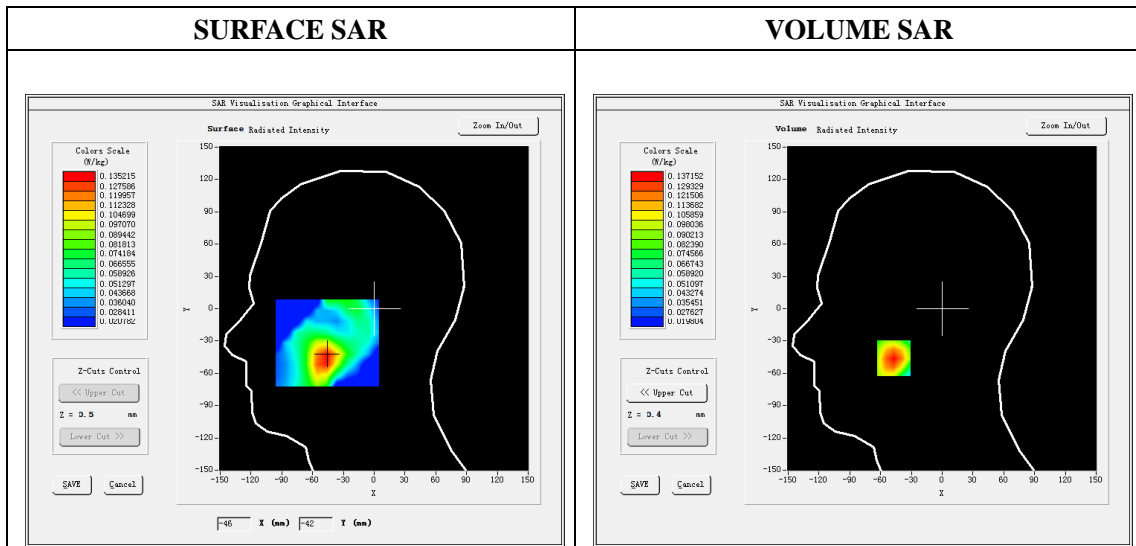 SURFACE SAR
VOLUME SAR
SAR Visualisation Graphical Interface
Surface Radiated Intensity
Zoom In/Out
Colors Scale
(W/kg)
0.135215
0.127586
0.119957
0.112328
0.104699
0.097070
0.089442
0.081813
0.074184
0.066555
0.058926
0.051297
0.043668
0.036040
0.028411
0.020782
150
120
90
60
30
0
-30
-60
-90
-120
-150
Y
-150 -120 -90 -60 -30 0 30 60 90 120 150
X
Z-Cuts Control
<< Upper Cut
Z = 0.5 mm
Lower Cut >>
SAVE Cancel
-46 X (mm) -42 Y (mm)
SAR Visualisation Graphical Interface
Volume Radiated Intensity
Zoom In/Out
Colors Scale
(W/kg)
0.137152
0.129329
0.121506
0.113682
0.105859
0.098036
0.090213
0.082390
0.074566
0.066743
0.058920
0.051097
0.043274
0.035451
0.027627
0.019804
150
120
90
60
30
0
-30
-60
-90
-120
-150
Y
-150 -120 -90 -60 -30 0 30 60 90 120 150
X
Z-Cuts Control
<< Upper Cut
Z = 0.4 mm
Lower Cut >>
SAVE Cancel